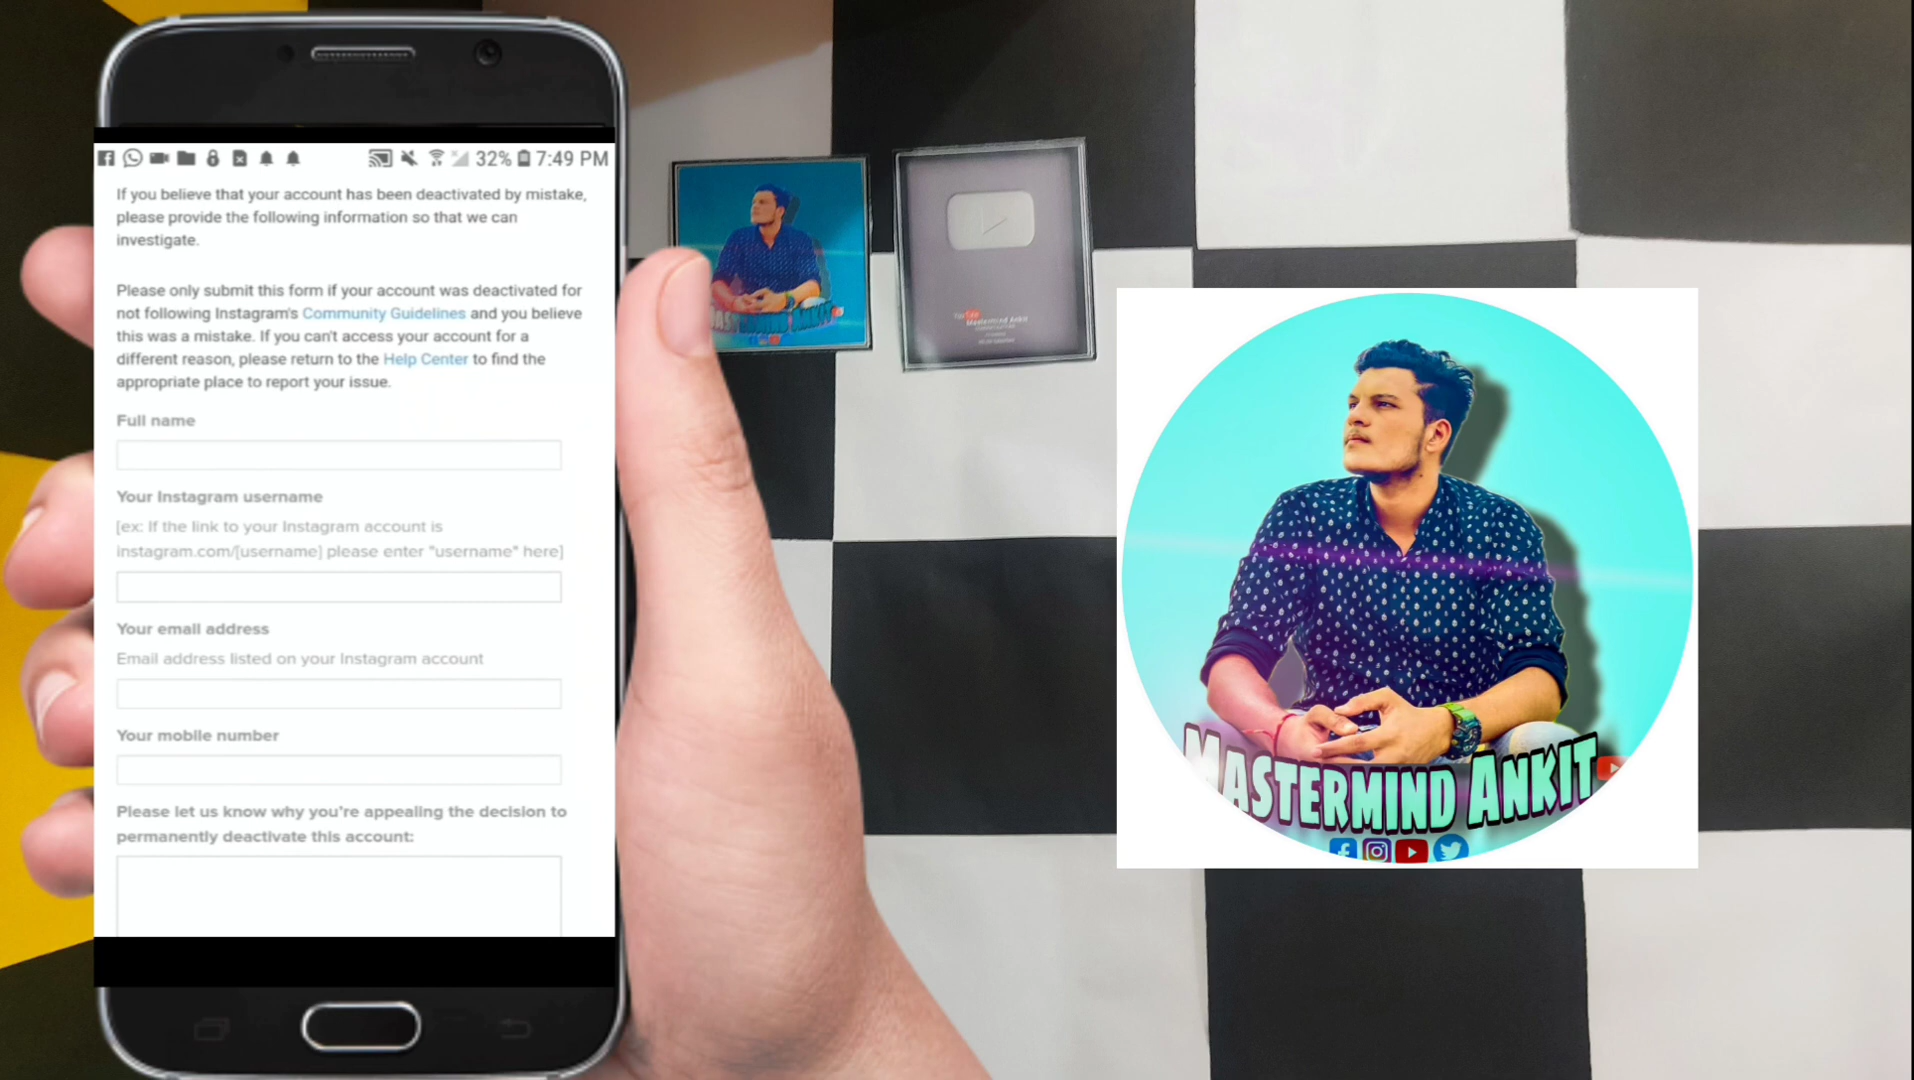 32% 7:49 PM
If you believe that your account has been deactivated by mistake,
please provide the following information so that we can
investigate.
Please only submit this form if your account was deactivated for
not following Instagram's Community Guidelines and you believe
this was a mistake. If you can't access your account for a
different reason, please return to the Help Center to find the
appropriate place to report your issue.
Full name
Your Instagram username
[ex: If the link to your Instagram account is
instagram.com/[username] please enter "username" here]
Your email address
Email address listed on your Instagram account
Your mobile number
Please let us know why you’re appealing the decision to
permanently deactivate this account:
Mastermind Ankit
MASTERMIND ANKIT